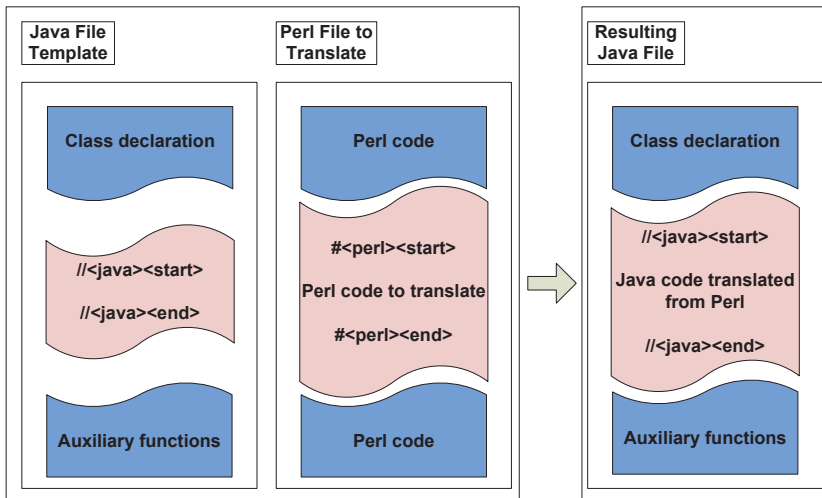 Java File
Template
Class declaration
//<java><start>
//<java><end>
Auxiliary functions
Perl File to
Translate
Perl code
#<perl><start>
Perl code to translate
#<perl><end>
Perl code
Resulting
Java File
Class declaration
//<java><start>
Java code translated
from Perl
//<java><end>
Auxiliary functions